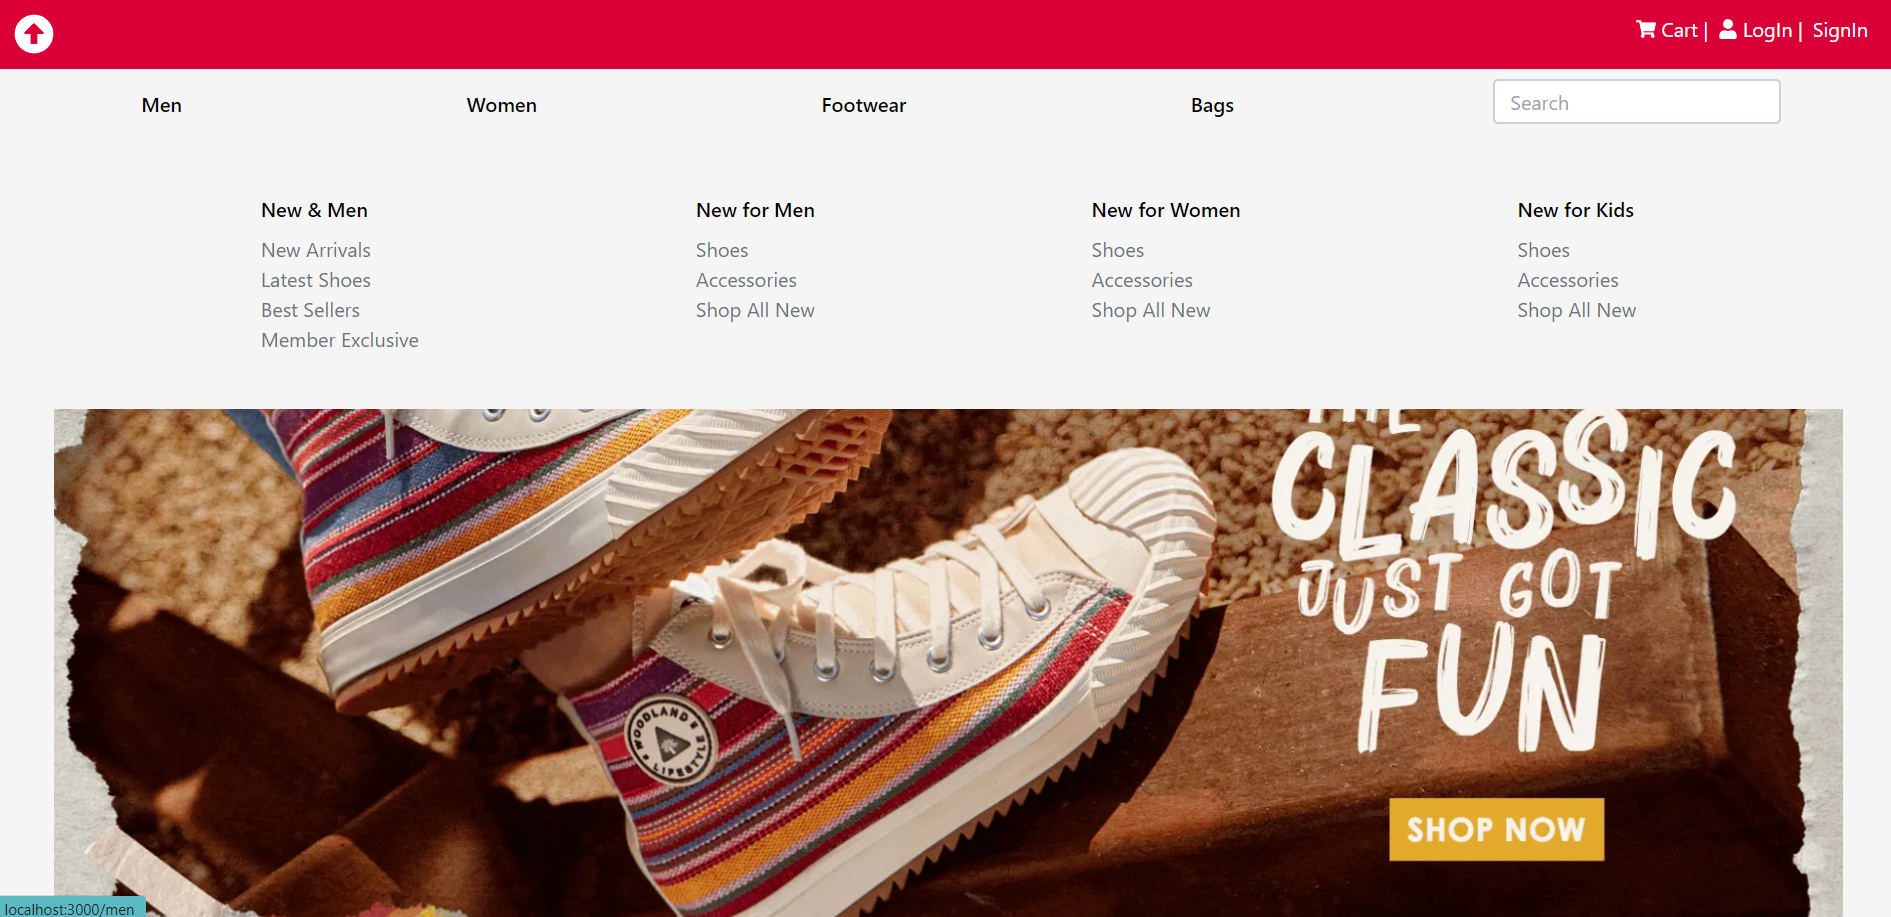 Cart | LogIn | SignIn
Men Women Footwear Bags Search
New & Men
New Arrivals
Latest Shoes
Best Sellers
Member Exclusive
New for Men
Shoes
Accessories
Shop All New
New for Women
Shoes
Accessories
Shop All New
New for Kids
Shoes
Accessories
Shop All New
THE
CLASSIC
JUST GOT
FUN
WOODLAND
LIFESTYLE
SHOP NOW
localhost:3000/men